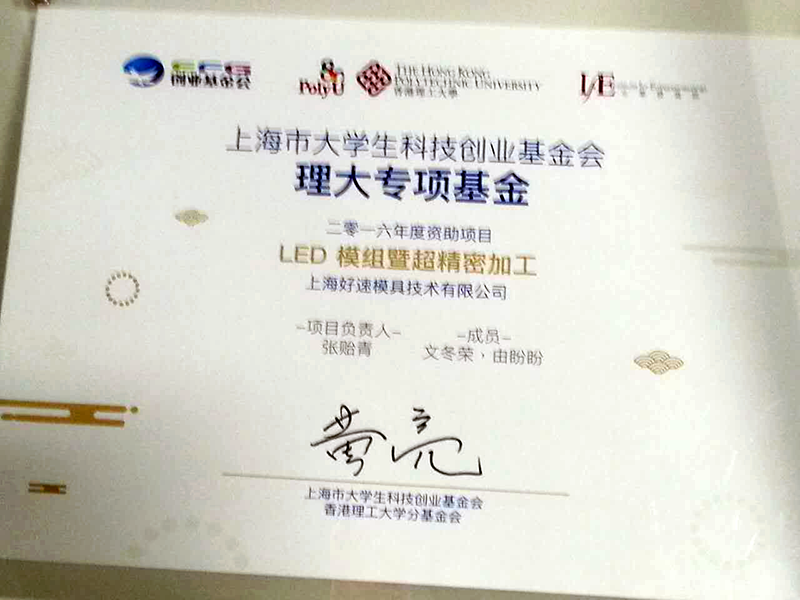 创业基金会
PolyU
THE HONG KONG
POLYTECHNIC UNIVERSITY
香港理工大學
上海市大学生科技创业基金会
理大专项基金
二零一六年度资助项目
LED 模组暨超精密加工
上海好速模具技术有限公司
–项目负责人– –成员–
张贻青 文冬荣、由盼盼
上海市大学生科技创业基金会
香港理工大学分基金会